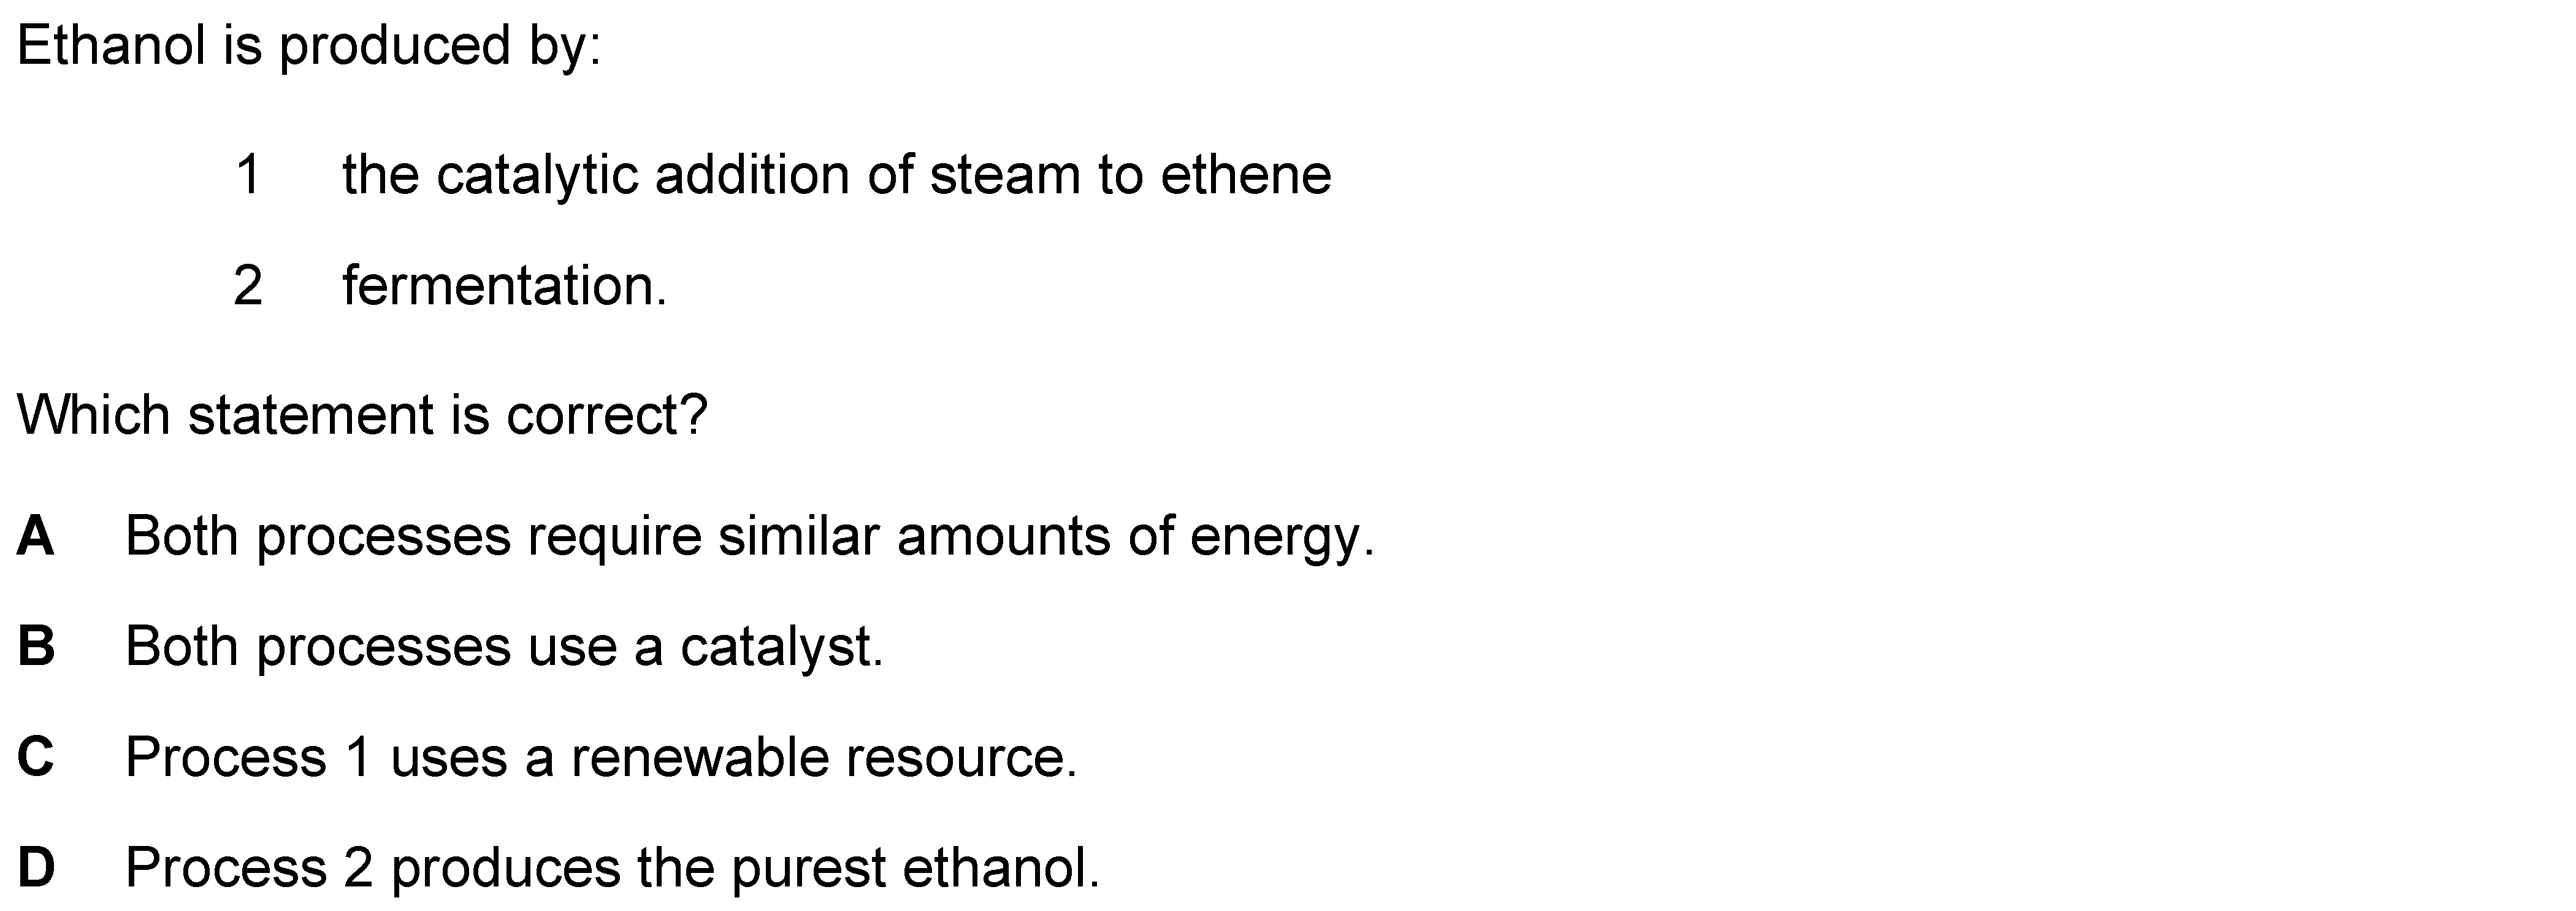 Ethanol is produced by:
1 the catalytic addition of steam to ethene
2 fermentation.
Which statement is correct?
A Both processes require similar amounts of energy.
B Both processes use a catalyst.
C Process 1 uses a renewable resource.
D Process 2 produces the purest ethanol.